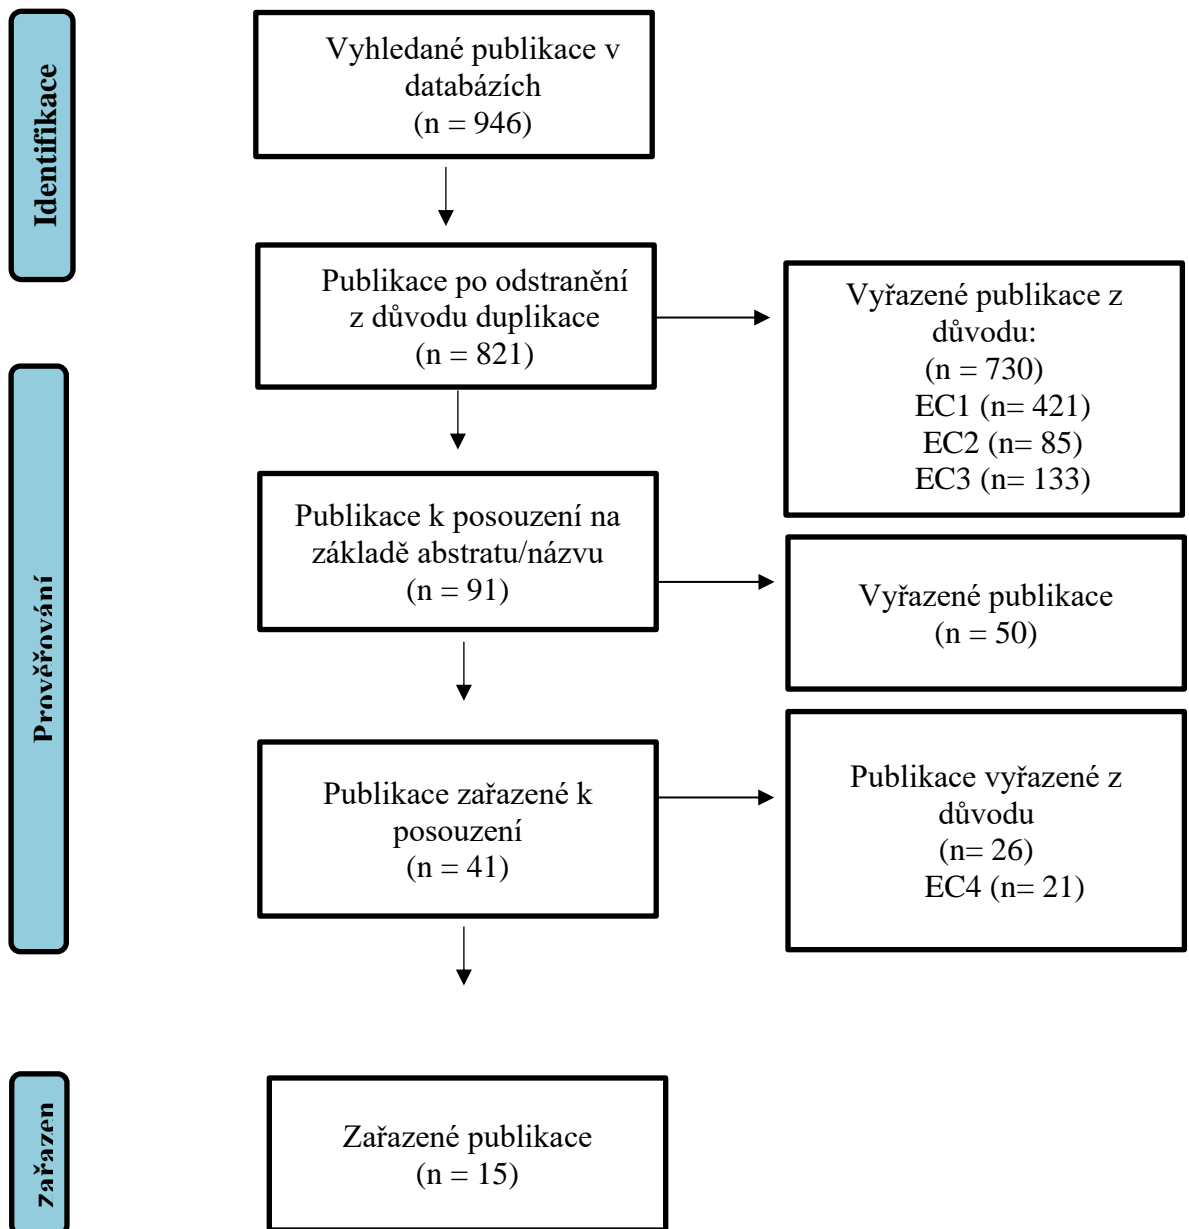 Identifikace
Vyhledané publikace v
databázích
(n = 946)
Publikace po odstranění
z důvodu duplikace
(n = 821)
Vyřazené publikace z
důvodu:
(n = 730)
EC1 (n= 421)
EC2 (n= 85)
EC3 (n= 133)
Prověřování
Publikace k posouzení na
základě abstratu/názvu
(n = 91)
Vyřazené publikace
(n = 50)
Publikace zařazené k
posouzení
(n = 41)
Publikace vyřazené z
důvodu
(n= 26)
EC4 (n= 21)
zařazen
Zařazené publikace
(n = 15)